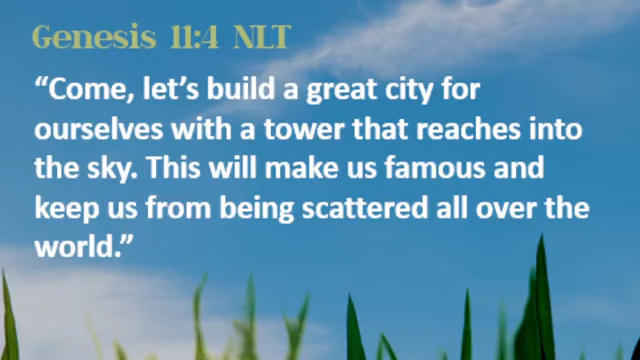 Genesis 11:4 NLT
“Come, let’s build a great city for
ourselves with a tower that reaches into
the sky. This will make us famous and
keep us from being scattered all over the
world.”